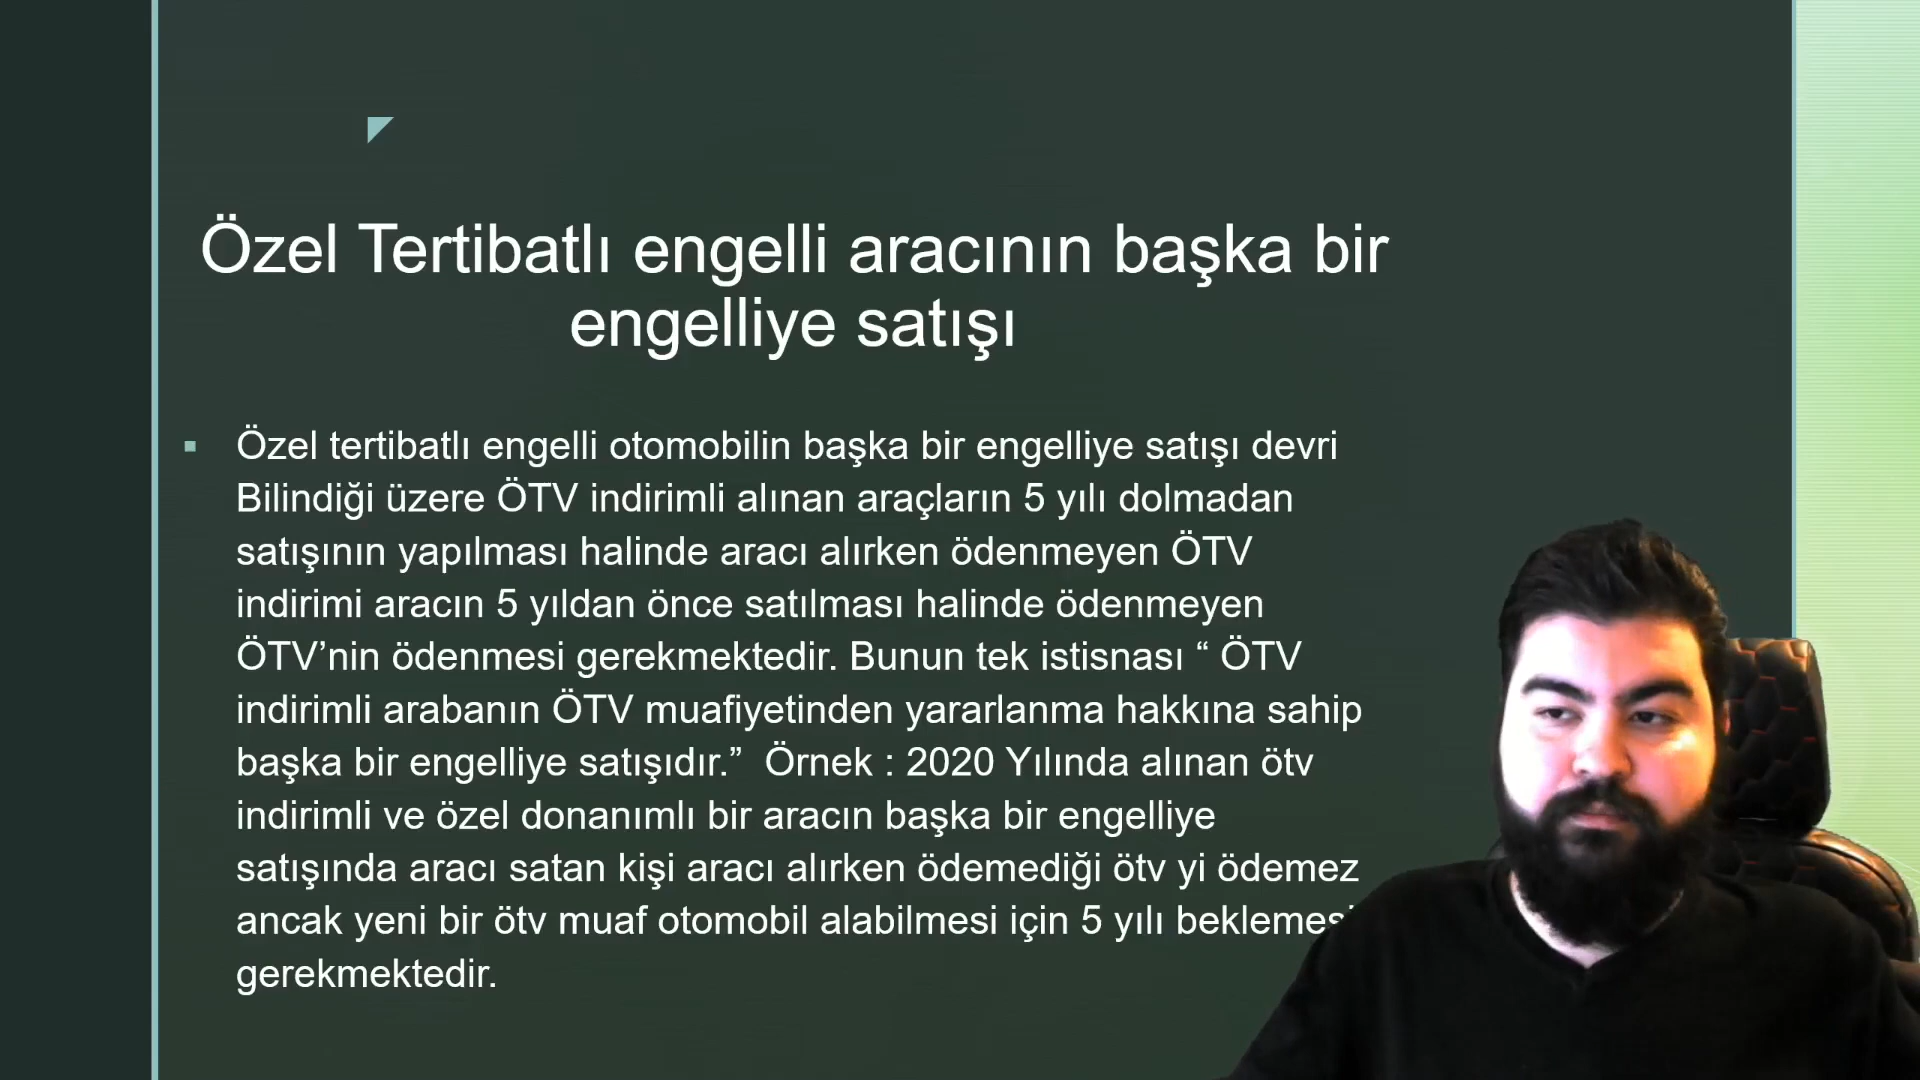 Özel Tertibatlı engelli aracının başka bir
engelliye satışı
Özel tertibatlı engelli otomobilin başka bir engelliye satışı devri
Bilindiği üzere ÖTV indirimli alınan araçların 5 yılı dolmadan
satışının yapılması halinde aracı alırken ödenmeyen ÖTV
indirimi aracın 5 yıldan önce satılması halinde ödenmeyen
ÖTV’nin ödenmesi gerekmektedir. Bunun tek istisnası “ ÖTV
indirimli arabanın ÖTV muafiyetinden yararlanma hakkına sahip
başka bir engelliye satışıdır.”  Örnek : 2020 Yılında alınan ötv
indirimli ve özel donanımlı bir aracın başka bir engelliye
satışında aracı satan kişi aracı alırken ödemediği ötv yi ödemez
ancak yeni bir ötv muaf otomobil alabilmesi için 5 yılı beklemesi
gerekmektedir.